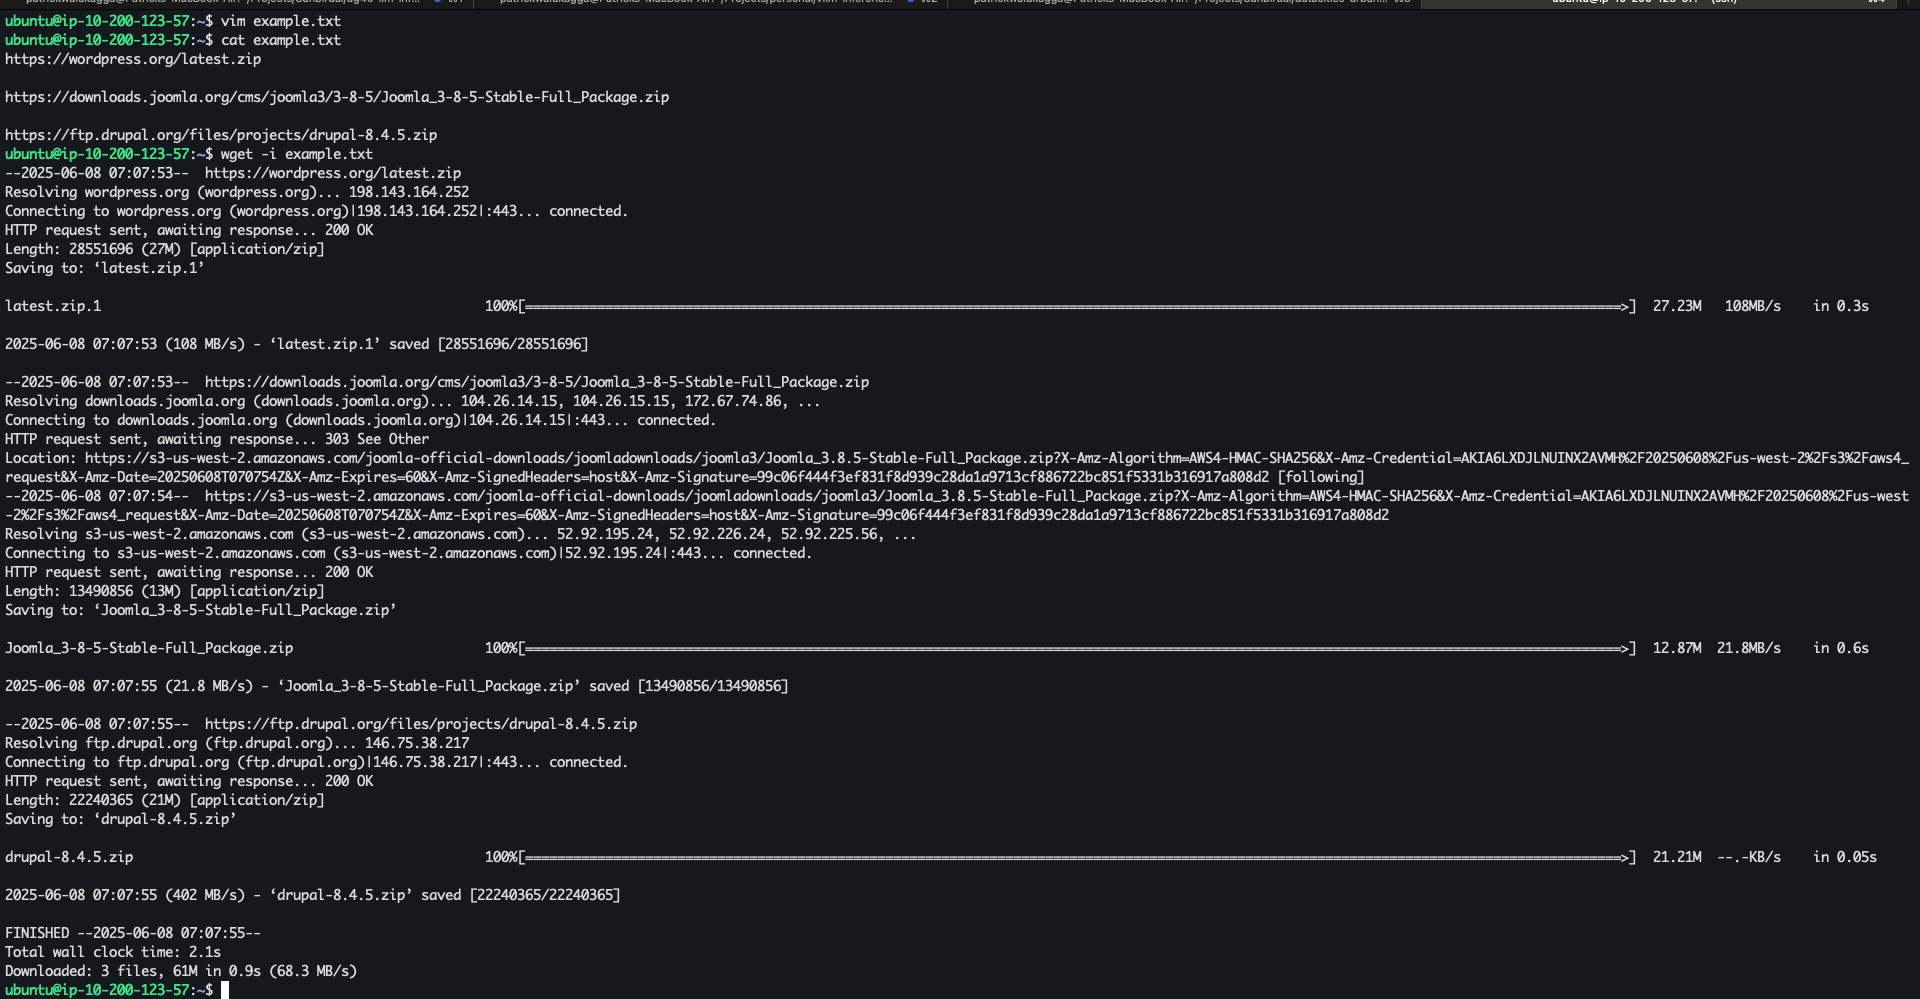 ubuntu@ip-10-200-123-57:~$ vim example.txt
ubuntu@ip-10-200-123-57:~$ cat example.txt
https://wordpress.org/latest.zip
https://downloads.joomla.org/cms/joomla3/3-8-5/Joomla_3-8-5-Stable-Full_Package.zip
https://ftp.drupal.org/files/projects/drupal-8.4.5.zip
ubuntu@ip-10-200-123-57:~$ wget -i example.txt
--2025-06-08 07:07:53--  https://wordpress.org/latest.zip
Resolving wordpress.org (wordpress.org)... 198.143.164.252
Connecting to wordpress.org (wordpress.org)|198.143.164.252|:443... connected.
HTTP request sent, awaiting response... 200 OK
Length: 28551696 (27M) [application/zip]
Saving to: ‘latest.zip.1’
latest.zip.1 100%[=================================================>] 27.23M 108MB/s in 0.3s
2025-06-08 07:07:53 (108 MB/s) - ‘latest.zip.1’ saved [28551696/28551696]
--2025-06-08 07:07:53--  https://downloads.joomla.org/cms/joomla3/3-8-5/Joomla_3-8-5-Stable-Full_Package.zip
Resolving downloads.joomla.org (downloads.joomla.org)... 104.26.14.15, 104.26.15.15, 172.67.74.86, ...
Connecting to downloads.joomla.org (downloads.joomla.org)|104.26.14.15|:443... connected.
HTTP request sent, awaiting response... 303 See Other
Location: https://s3-us-west-2.amazonaws.com/joomla-official-downloads/joomladownloads/joomla3/Joomla_3.8.5-Stable-Full_Package.zip?X-Amz-Algorithm=AWS4-HMAC-SHA256&X-Amz-Credential=AKIA6LXDJLNUINX2AVMH%2F20250608%2Fus-west-2%2Fs3%2Faws4_
request&X-Amz-Date=20250608T070754Z&X-Amz-Expires=60&X-Amz-SignedHeaders=host&X-Amz-Signature=99c06f444f3ef831f8d939c28da1a9713cf886722bc851f5331b316917a808d2 [following]
--2025-06-08 07:07:54--  https://s3-us-west-2.amazonaws.com/joomla-official-downloads/joomladownloads/joomla3/Joomla_3.8.5-Stable-Full_Package.zip?X-Amz-Algorithm=AWS4-HMAC-SHA256&X-Amz-Credential=AKIA6LXDJLNUINX2AVMH%2F20250608%2Fus-west
-2%2Fs3%2Faws4_request&X-Amz-Date=20250608T070754Z&X-Amz-Expires=60&X-Amz-SignedHeaders=host&X-Amz-Signature=99c06f444f3ef831f8d939c28da1a9713cf886722bc851f5331b316917a808d2
Resolving s3-us-west-2.amazonaws.com (s3-us-west-2.amazonaws.com)... 52.92.195.24, 52.92.226.24, 52.92.225.56, ...
Connecting to s3-us-west-2.amazonaws.com (s3-us-west-2.amazonaws.com)|52.92.195.24|:443... connected.
HTTP request sent, awaiting response... 200 OK
Length: 13490856 (13M) [application/zip]
Saving to: ‘Joomla_3-8-5-Stable-Full_Package.zip’
Joomla_3-8-5-Stable-Full_Package.zip 100%[=================================================>] 12.87M 21.8MB/s in 0.6s
2025-06-08 07:07:55 (21.8 MB/s) - ‘Joomla_3-8-5-Stable-Full_Package.zip’ saved [13490856/13490856]
--2025-06-08 07:07:55--  https://ftp.drupal.org/files/projects/drupal-8.4.5.zip
Resolving ftp.drupal.org (ftp.drupal.org)... 146.75.38.217
Connecting to ftp.drupal.org (ftp.drupal.org)|146.75.38.217|:443... connected.
HTTP request sent, awaiting response... 200 OK
Length: 22240365 (21M) [application/zip]
Saving to: ‘drupal-8.4.5.zip’
drupal-8.4.5.zip 100%[=================================================>] 21.21M --.-KB/s in 0.05s
2025-06-08 07:07:55 (402 MB/s) - ‘drupal-8.4.5.zip’ saved [22240365/22240365]
FINISHED --2025-06-08 07:07:55--
Total wall clock time: 2.1s
Downloaded: 3 files, 61M in 0.9s (68.3 MB/s)
ubuntu@ip-10-200-123-57:~$